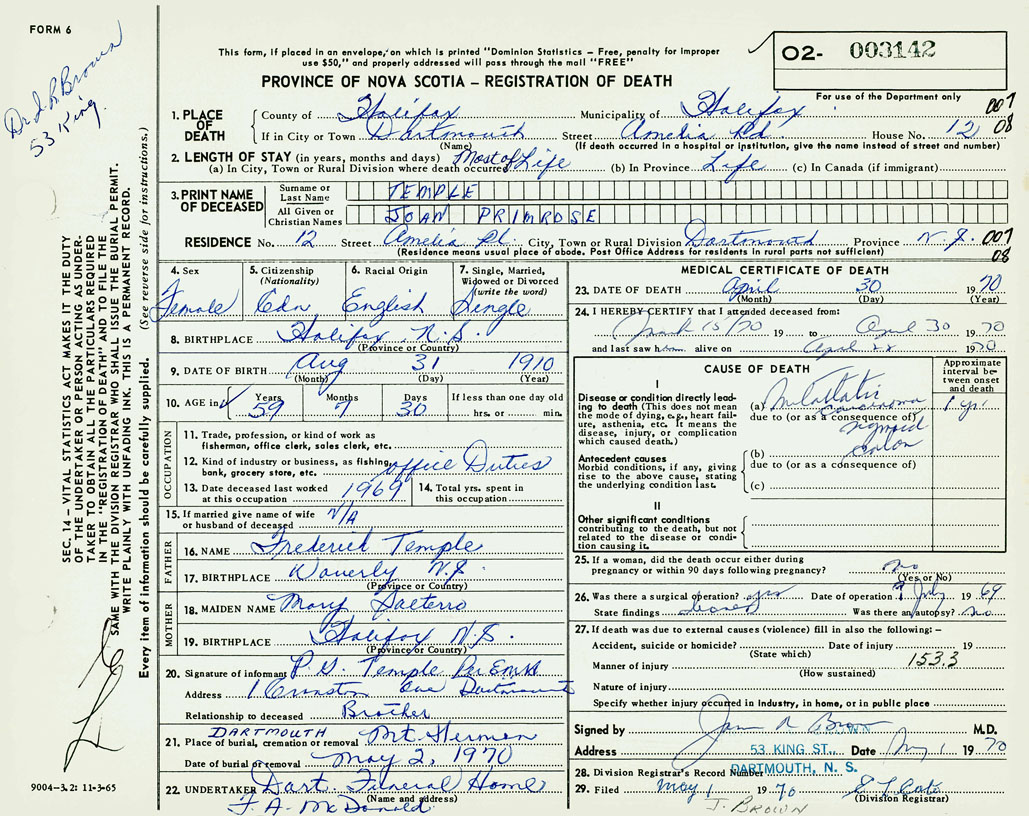 FORM 6
Dr J. R Brown
53 King.
This form, if placed in an envelope, on which is printed "Dominion Statistics – Free, penalty for improper
use $50," and properly addressed will pass through the mail "FREE"
PROVINCE OF NOVA SCOTIA – REGISTRATION OF DEATH
O2- 003142
For use of the Department only
007
08
1. PLACE OF DEATH
County of Halifax Municipality of Halifax
If in City or Town Dartmouth Street Amelia Rd House No. 12
(Name) (If death occurred in a hospital or institution, give the name instead of street and number)
2. LENGTH OF STAY (in years, months and days)
(a) In City, Town or Rural Division where death occurred Most of Life (b) In Province Life (c) In Canada (if immigrant)
3. PRINT NAME OF DECEASED
Surname or Last Name TEMPLE
All Given or Christian Names JOAN PRIMROSE
RESIDENCE No. 12 Street Amelia Pl. City, Town or Rural Division Dartmouth Province N.S. 007
08
(Residence means usual place of abode. Post Office Address for residents in rural parts not sufficient)
4. Sex
Female
5. Citizenship
(Nationality)
Cdn
6. Racial Origin
English
7. Single, Married,
Widowed or Divorced
(write the word)
Single
8. BIRTHPLACE Halifax N.S.
(Province or Country)
9. DATE OF BIRTH Aug 31 1910
(Month) (Day) (Year)
10. AGE in Years Months Days If less than one day old
59 7 30 hrs. or min.
OCCUPATION
11. Trade, profession, or kind of work as
fisherman, office clerk, sales clerk, etc.
12. Kind of industry or business, as fishing,
bank, grocery store, etc. office Duties
13. Date deceased last worked
at this occupation 1969
14. Total yrs. spent in
this occupation
15. If married give name of wife
or husband of deceased N/A
FATHER
16. NAME Frederick Temple
17. BIRTHPLACE Waverly N.S.
(Province or Country)
MOTHER
18. MAIDEN NAME Mary
19. BIRTHPLACE Halifax N.S.
(Province or Country)
20. Signature of informant P. G. Temple Per EMH
Address 1 Ave Dartmouth
Relationship to deceased Brother
21. Place of burial, cremation or removal DARTMOUTH Mt. Hermon
Date of burial or removal May 2, 1970
22. UNDERTAKER Dart. Funeral Home
(Name and address)
F. A. McDonald
MEDICAL CERTIFICATE OF DEATH
23. DATE OF DEATH April 30 1970
(Month) (Day) (Year)
24. I HEREBY CERTIFY that I attended deceased from:
15/70 19 to April 30 1970
and last saw her alive on April 1970
CAUSE OF DEATH
Approximate
interval between onset
and death
I
Disease or condition directly leading to death (This does not mean
the mode of dying, e.g., heart failure, asthenia, etc. It means the
disease, injury, or complication
which caused death.)
(a) Metastatic carcinoma 1 yr.
due to (or as a consequence of) sigmoid
colon
Antecedent causes
Morbid conditions, if any, giving
rise to the above cause, stating
the underlying condition last.
(b)
due to (or as a consequence of)
(c)
II
Other significant conditions
contributing to the death, but not
related to the disease or condition causing it.
25. If a woman, did the death occur either during
pregnancy or within 90 days following pregnancy? no
(Yes or No)
26. Was there a surgical operation? yes Date of operation July 1969
State findings above Was there an autopsy? no
27. If death was due to external causes (violence) fill in also the following: –
Accident, suicide or homicide? Date of injury 19
(State which)
Manner of injury 153.3
(How sustained)
Nature of injury
Specify whether injury occurred in industry, in home, or in public place
Signed by R Brown M.D.
Address 53 KING ST., Date May 1 1970
DARTMOUTH, N. S.
28. Division Registrar's Record Number
29. Filed May 1 1970
(Division Registrar)
J. BROWN
SEC. 14 – VITAL STATISTICS ACT MAKES IT THE DUTY
OF THE UNDERTAKER OR PERSON ACTING AS UNDERTAKER TO OBTAIN ALL THE PARTICULARS REQUIRED
IN THE "REGISTRATION OF DEATH" AND TO FILE THE
SAME WITH THE DIVISION REGISTRAR WHO SHALL ISSUE THE BURIAL PERMIT.
WRITE PLAINLY WITH UNFADING INK. THIS IS A PERMANENT RECORD.
Every item of information should be carefully supplied. (See reverse side for instructions.)
9004-3.2: 11-3-65